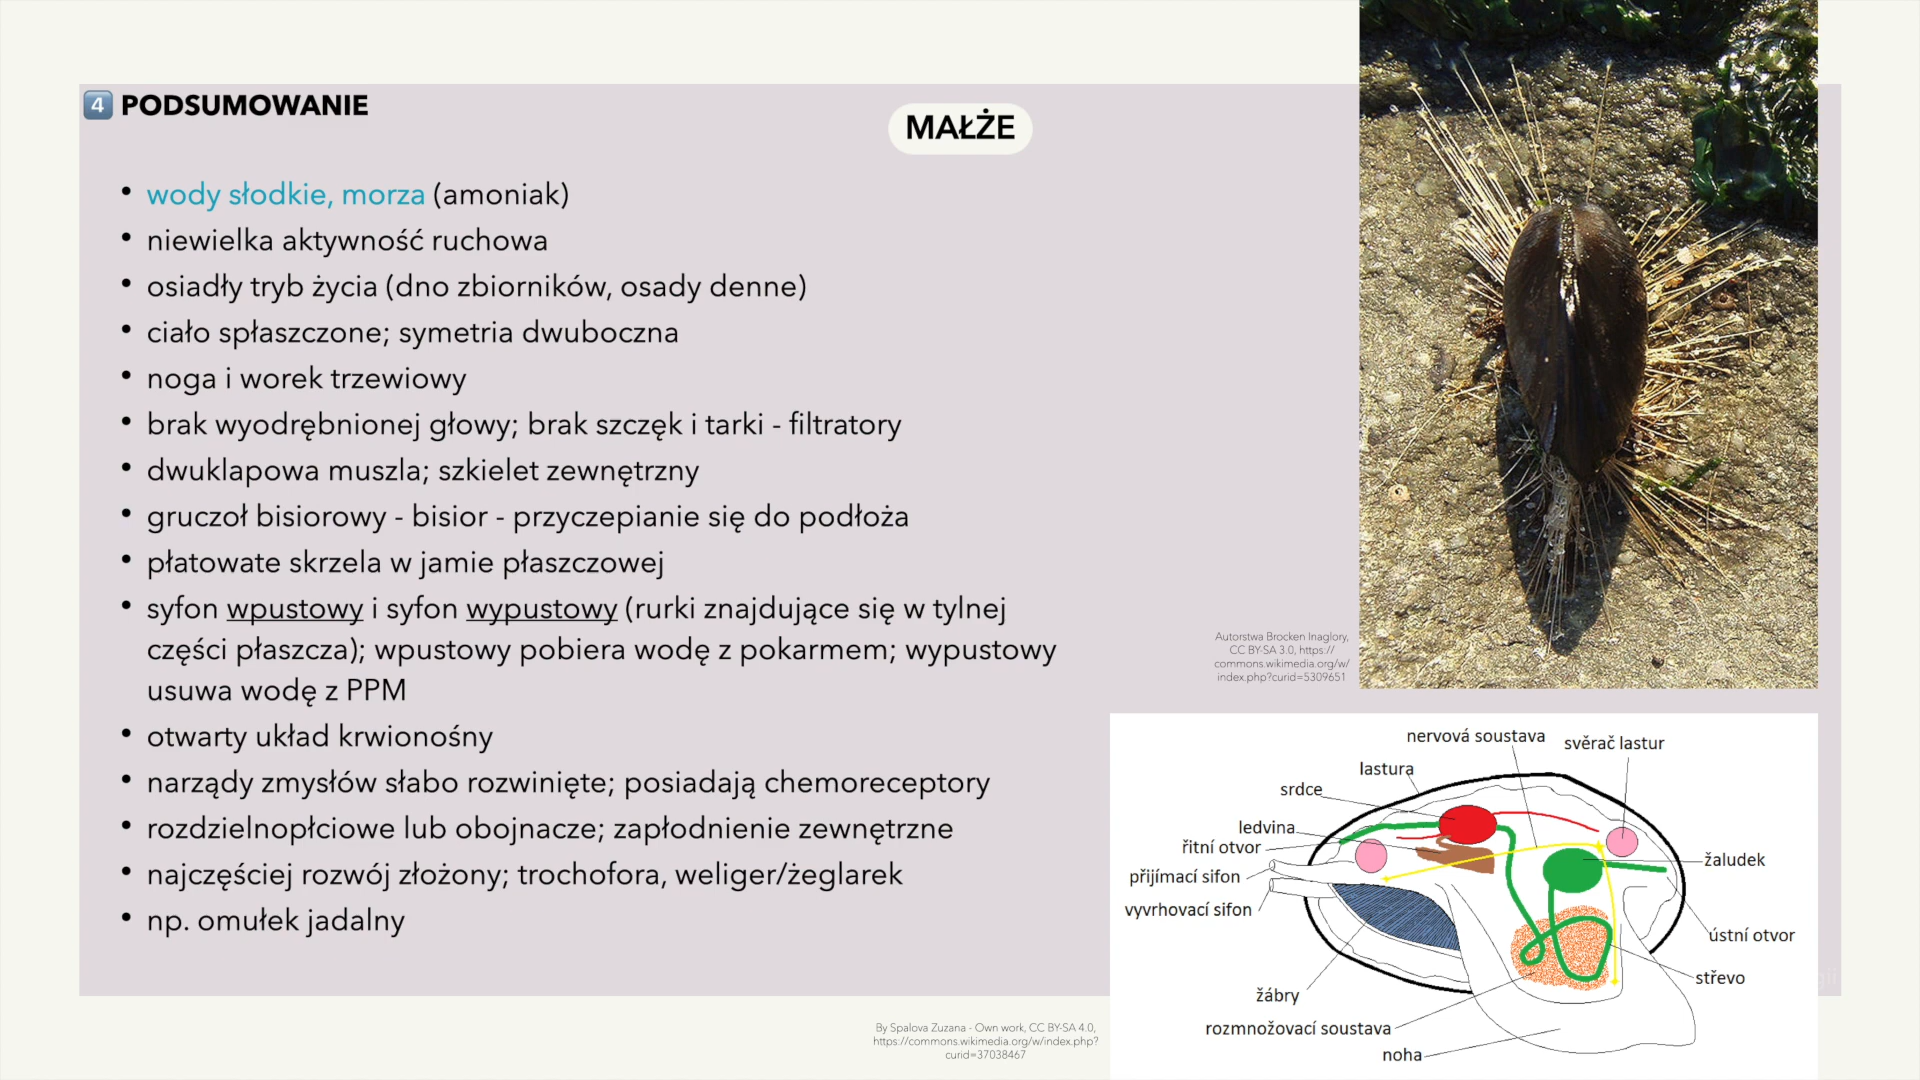 4 PODSUMOWANIE
MAŁŻE
• wody słodkie, morza (amoniak)
• niewielka aktywność ruchowa
• osiadły tryb życia (dno zbiorników, osady denne)
• ciało spłaszczone; symetria dwuboczna
• noga i worek trzewiowy
• brak wyodrębnionej głowy; brak szczęk i tarki - filtratory
• dwuklapowa muszla; szkielet zewnętrzny
• gruczoł bisiorowy - bisior - przyczepianie się do podłoża
• płatowate skrzela w jamie płaszczowej
• syfon wpustowy i syfon wypustowy (rurki znajdujące się w tylnej
części płaszcza); wpustowy pobiera wodę z pokarmem; wypustowy
usuwa wodę z PPM
• otwarty układ krwionośny
• narządy zmysłów słabo rozwinięte; posiadają chemoreceptory
• rozdzielnopłciowe lub obojnacze; zapłodnienie zewnętrzne
• najczęściej rozwój złożony; trochofora, weliger/żeglarek
• np. omułek jadalny
Autorstwa Brocken Inaglory,
CC BY-SA 3.0, https://
commons.wikimedia.org/w/
index.php?curid=5309651
nervová soustava
svěrač lastur
lastura
srdce
ledvina
řitní otvor
přijímací sifon
vyvrhovací sifon
žaludek
ústní otvor
střevo
žábry
rozmnožovací soustava
noha
By Spalova Zuzana - Own work, CC BY-SA 4.0,
https://commons.wikimedia.org/w/index.php?
curid=37038467